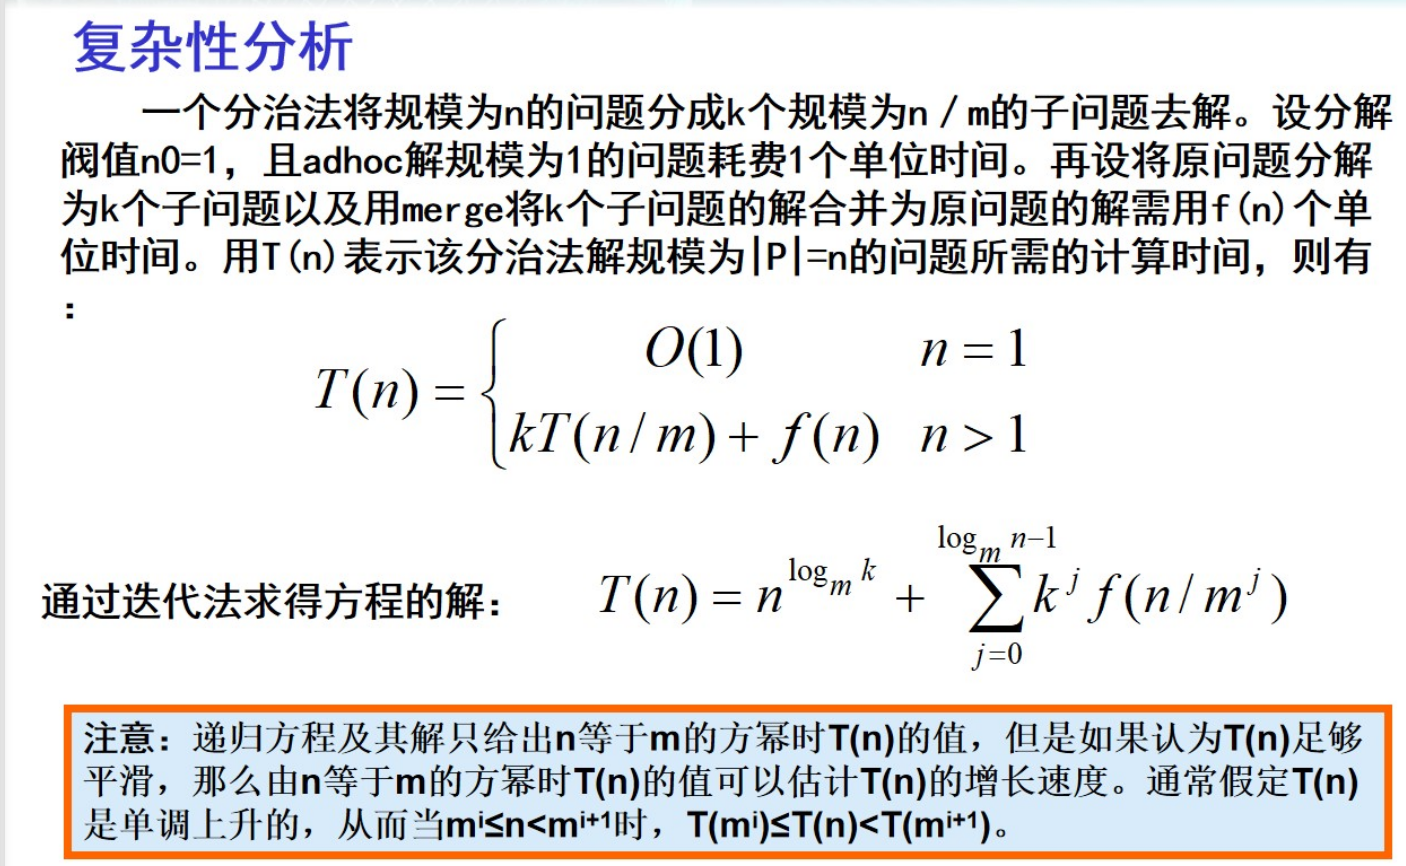 复杂性分析
一个分治法将规模为n的问题分成k个规模为n／m的子问题去解。设分解
阀值n0=1，且adhoc解规模为1的问题耗费1个单位时间。再设将原问题分解
为k个子问题以及用merge将k个子问题的解合并为原问题的解需用f(n)个单
位时间。用T(n)表示该分治法解规模为|P|=n的问题所需的计算时间，则有
：
T(n) = { O(1) n = 1
kT(n/m) + f(n) n > 1
通过迭代法求得方程的解： T(n) = n^{log_m k} + ∑_{j=0}^{log_m n−1} k^j f(n/m^j)
注意：递归方程及其解只给出n等于m的方幂时T(n)的值，但是如果认为T(n)足够
平滑，那么由n等于m的方幂时T(n)的值可以估计T(n)的增长速度。通常假定T(n)
是单调上升的，从而当mⁱ≤n<mⁱ⁺¹时，T(mⁱ)≤T(n)<T(mⁱ⁺¹)。